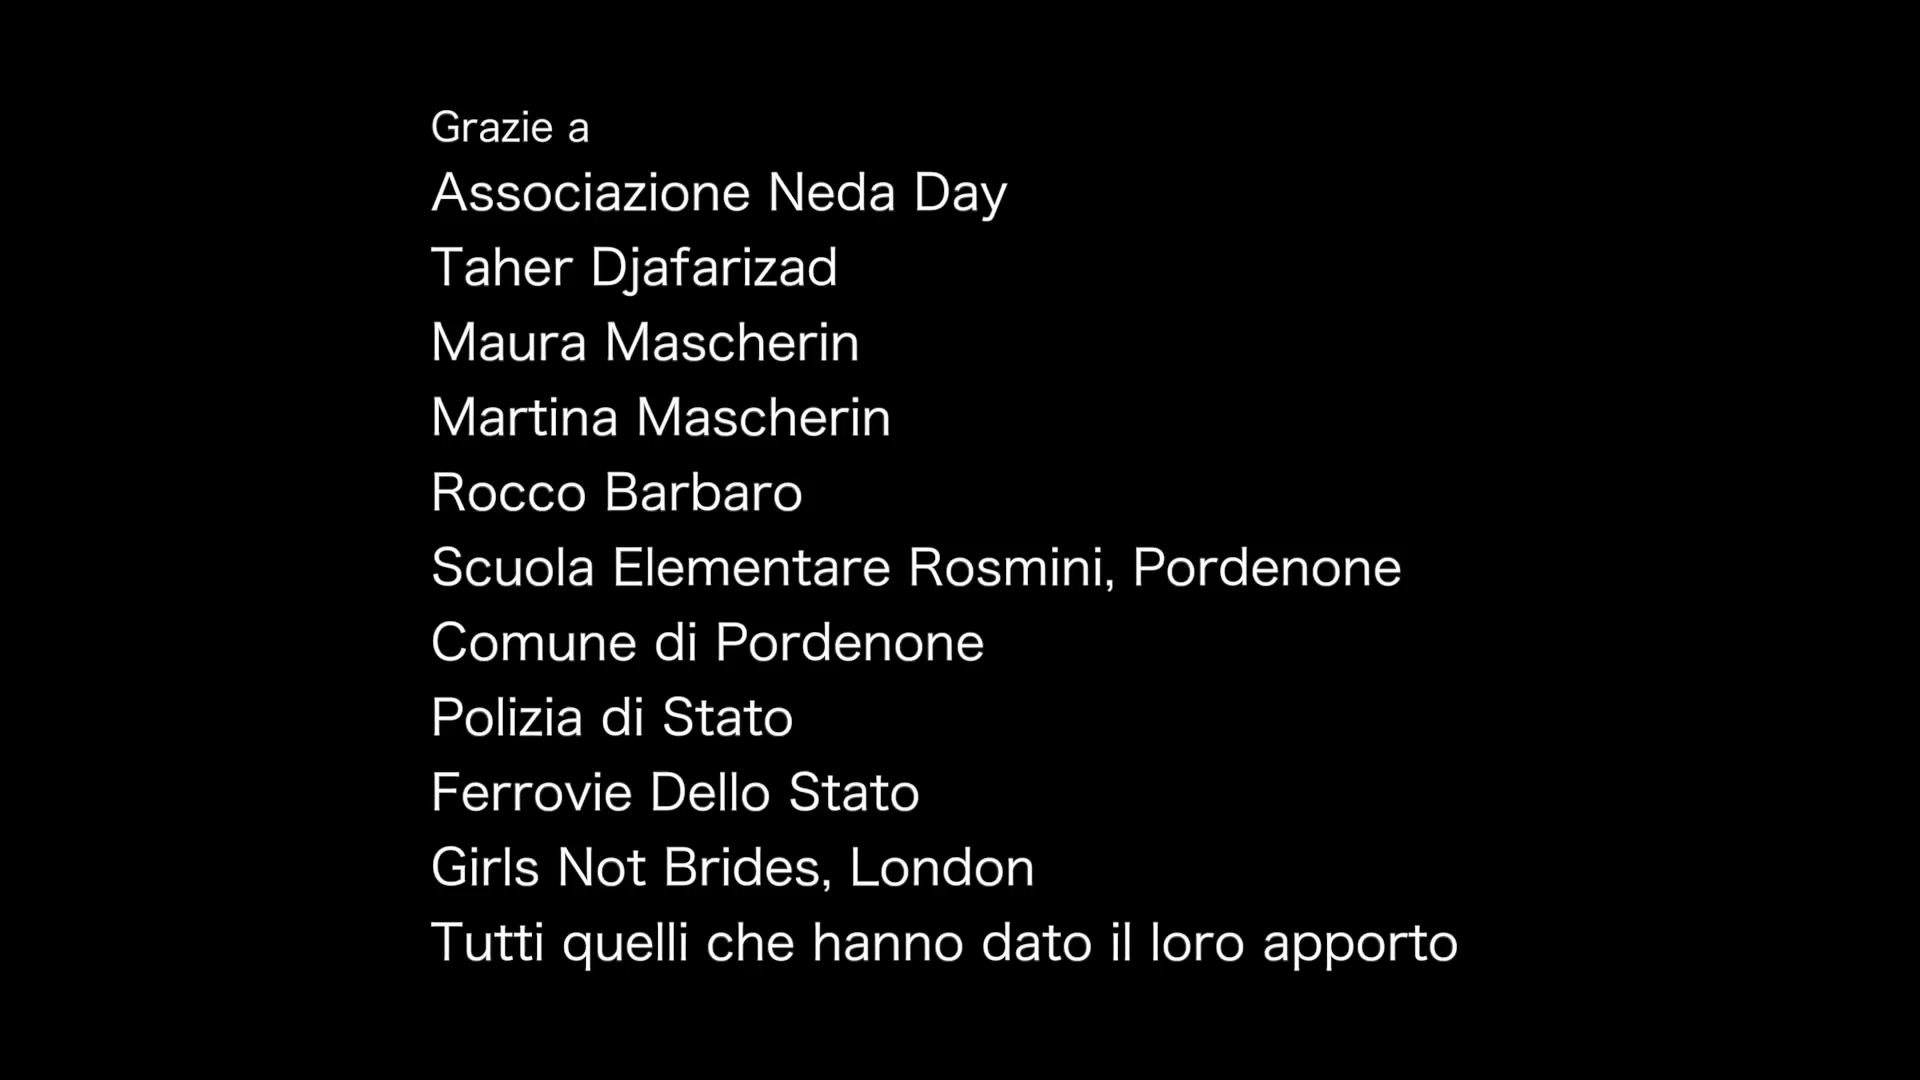 Grazie a
Associazione Neda Day
Taher Djafarizad
Maura Mascherin
Martina Mascherin
Rocco Barbaro
Scuola Elementare Rosmini, Pordenone
Comune di Pordenone
Polizia di Stato
Ferrovie Dello Stato
Girls Not Brides, London
Tutti quelli che hanno dato il loro apporto